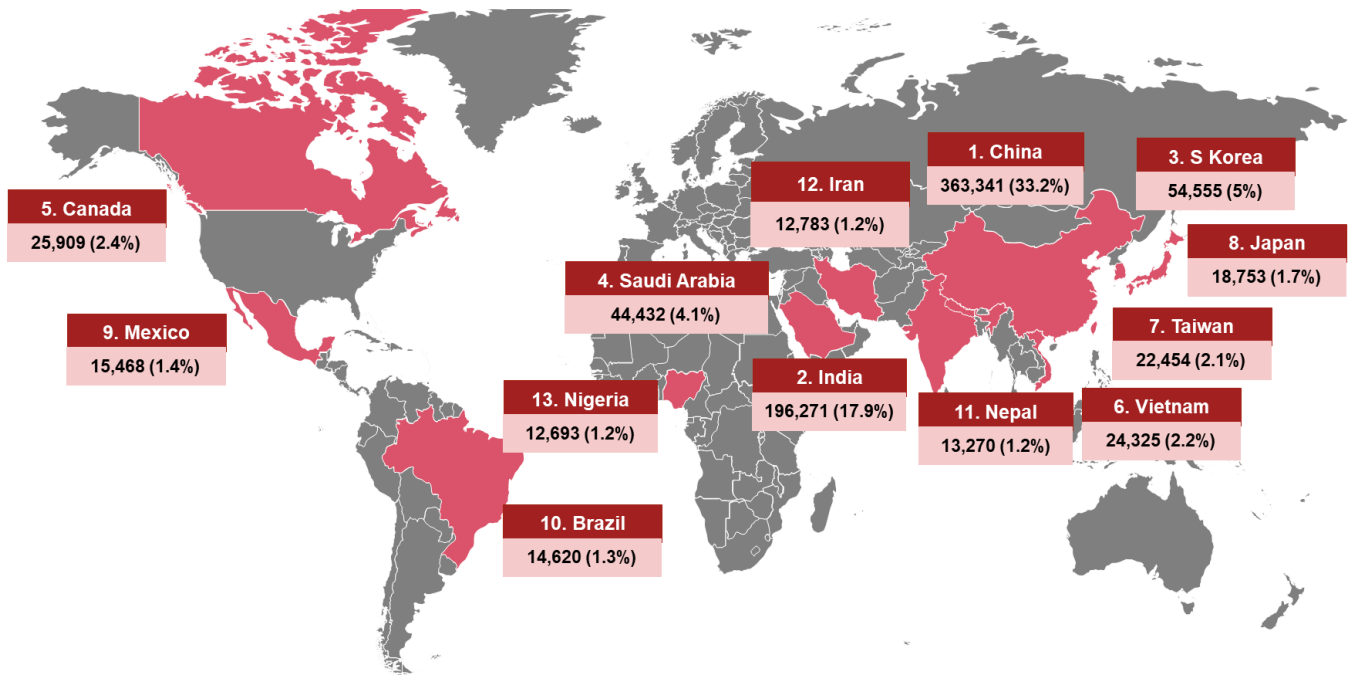 1. China
363,341 (33.2%)
3. S Korea
54,555 (5%)
12. Iran
12,783 (1.2%)
5. Canada
25,909 (2.4%)
8. Japan
18,753 (1.7%)
4. Saudi Arabia
44,432 (4.1%)
9. Mexico
15,468 (1.4%)
7. Taiwan
22,454 (2.1%)
2. India
196,271 (17.9%)
13. Nigeria
12,693 (1.2%)
11. Nepal
13,270 (1.2%)
6. Vietnam
24,325 (2.2%)
10. Brazil
14,620 (1.3%)